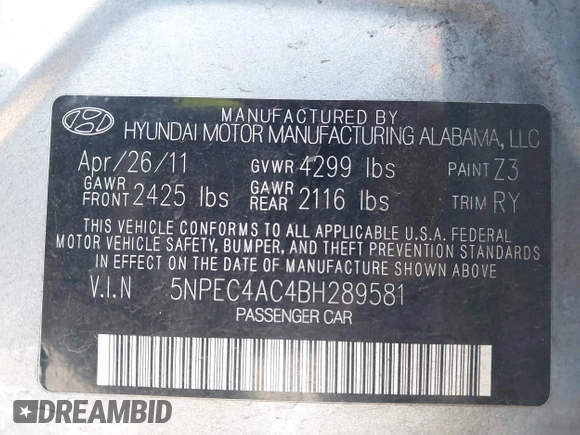 MANUFACTURED BY
HYUNDAI MOTOR MANUFACTURING ALABAMA, LLC
Apr/26/11 GVWR 4299 lbs PAINT Z3
GAWR FRONT 2425 lbs GAWR REAR 2116 lbs TRIM RY
THIS VEHICLE CONFORMS TO ALL APPLICABLE U.S.A. FEDERAL
MOTOR VEHICLE SAFETY, BUMPER, AND THEFT PREVENTION STANDARDS
IN EFFECT ON THE DATE OF MANUFACTURE SHOWN ABOVE
V.I.N 5NPEC4AC4BH289581
PASSENGER CAR
DREAMBID